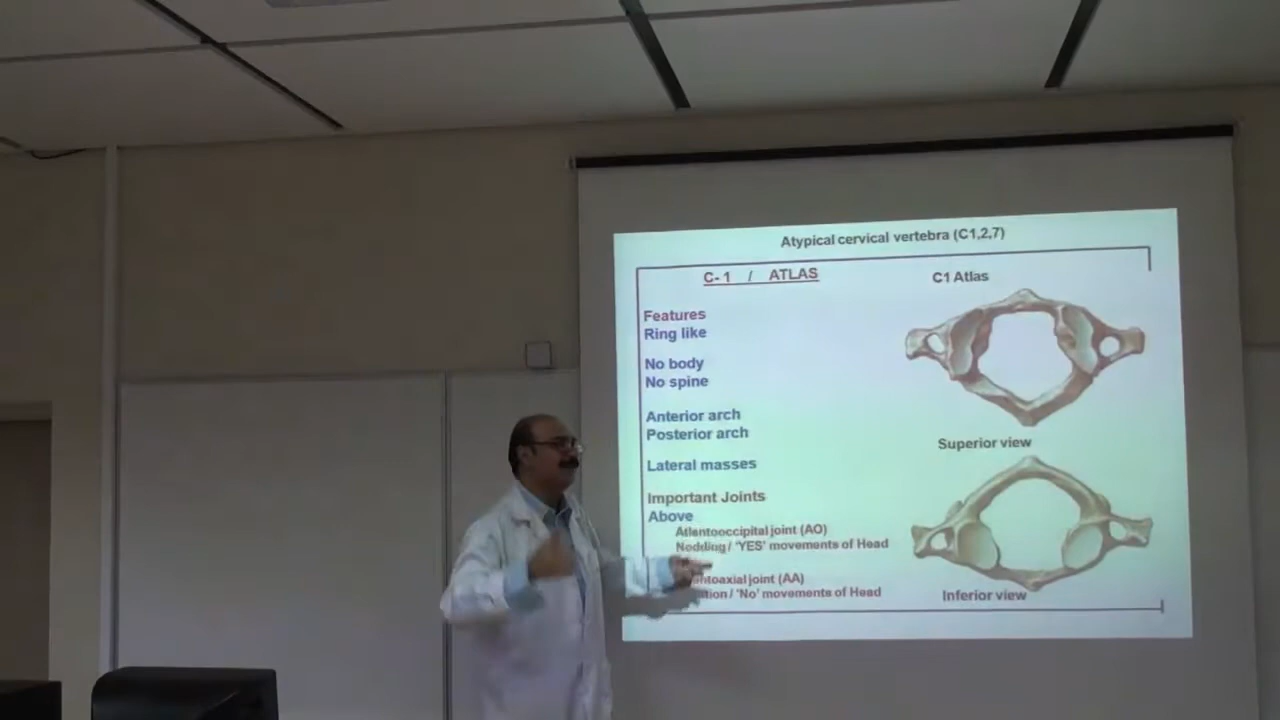 Atypical cervical vertebra (C1,2,7)
C- 1 / ATLAS
Features
Ring like
No body
No spine
Anterior arch
Posterior arch
Lateral masses
Important Joints
Above
Atlentooccipital joint (AO)
Nodding / 'YES' movements of Head
joint (AA)
/ 'No' movements of Head
C1 Atlas
Superior view
Inferior view